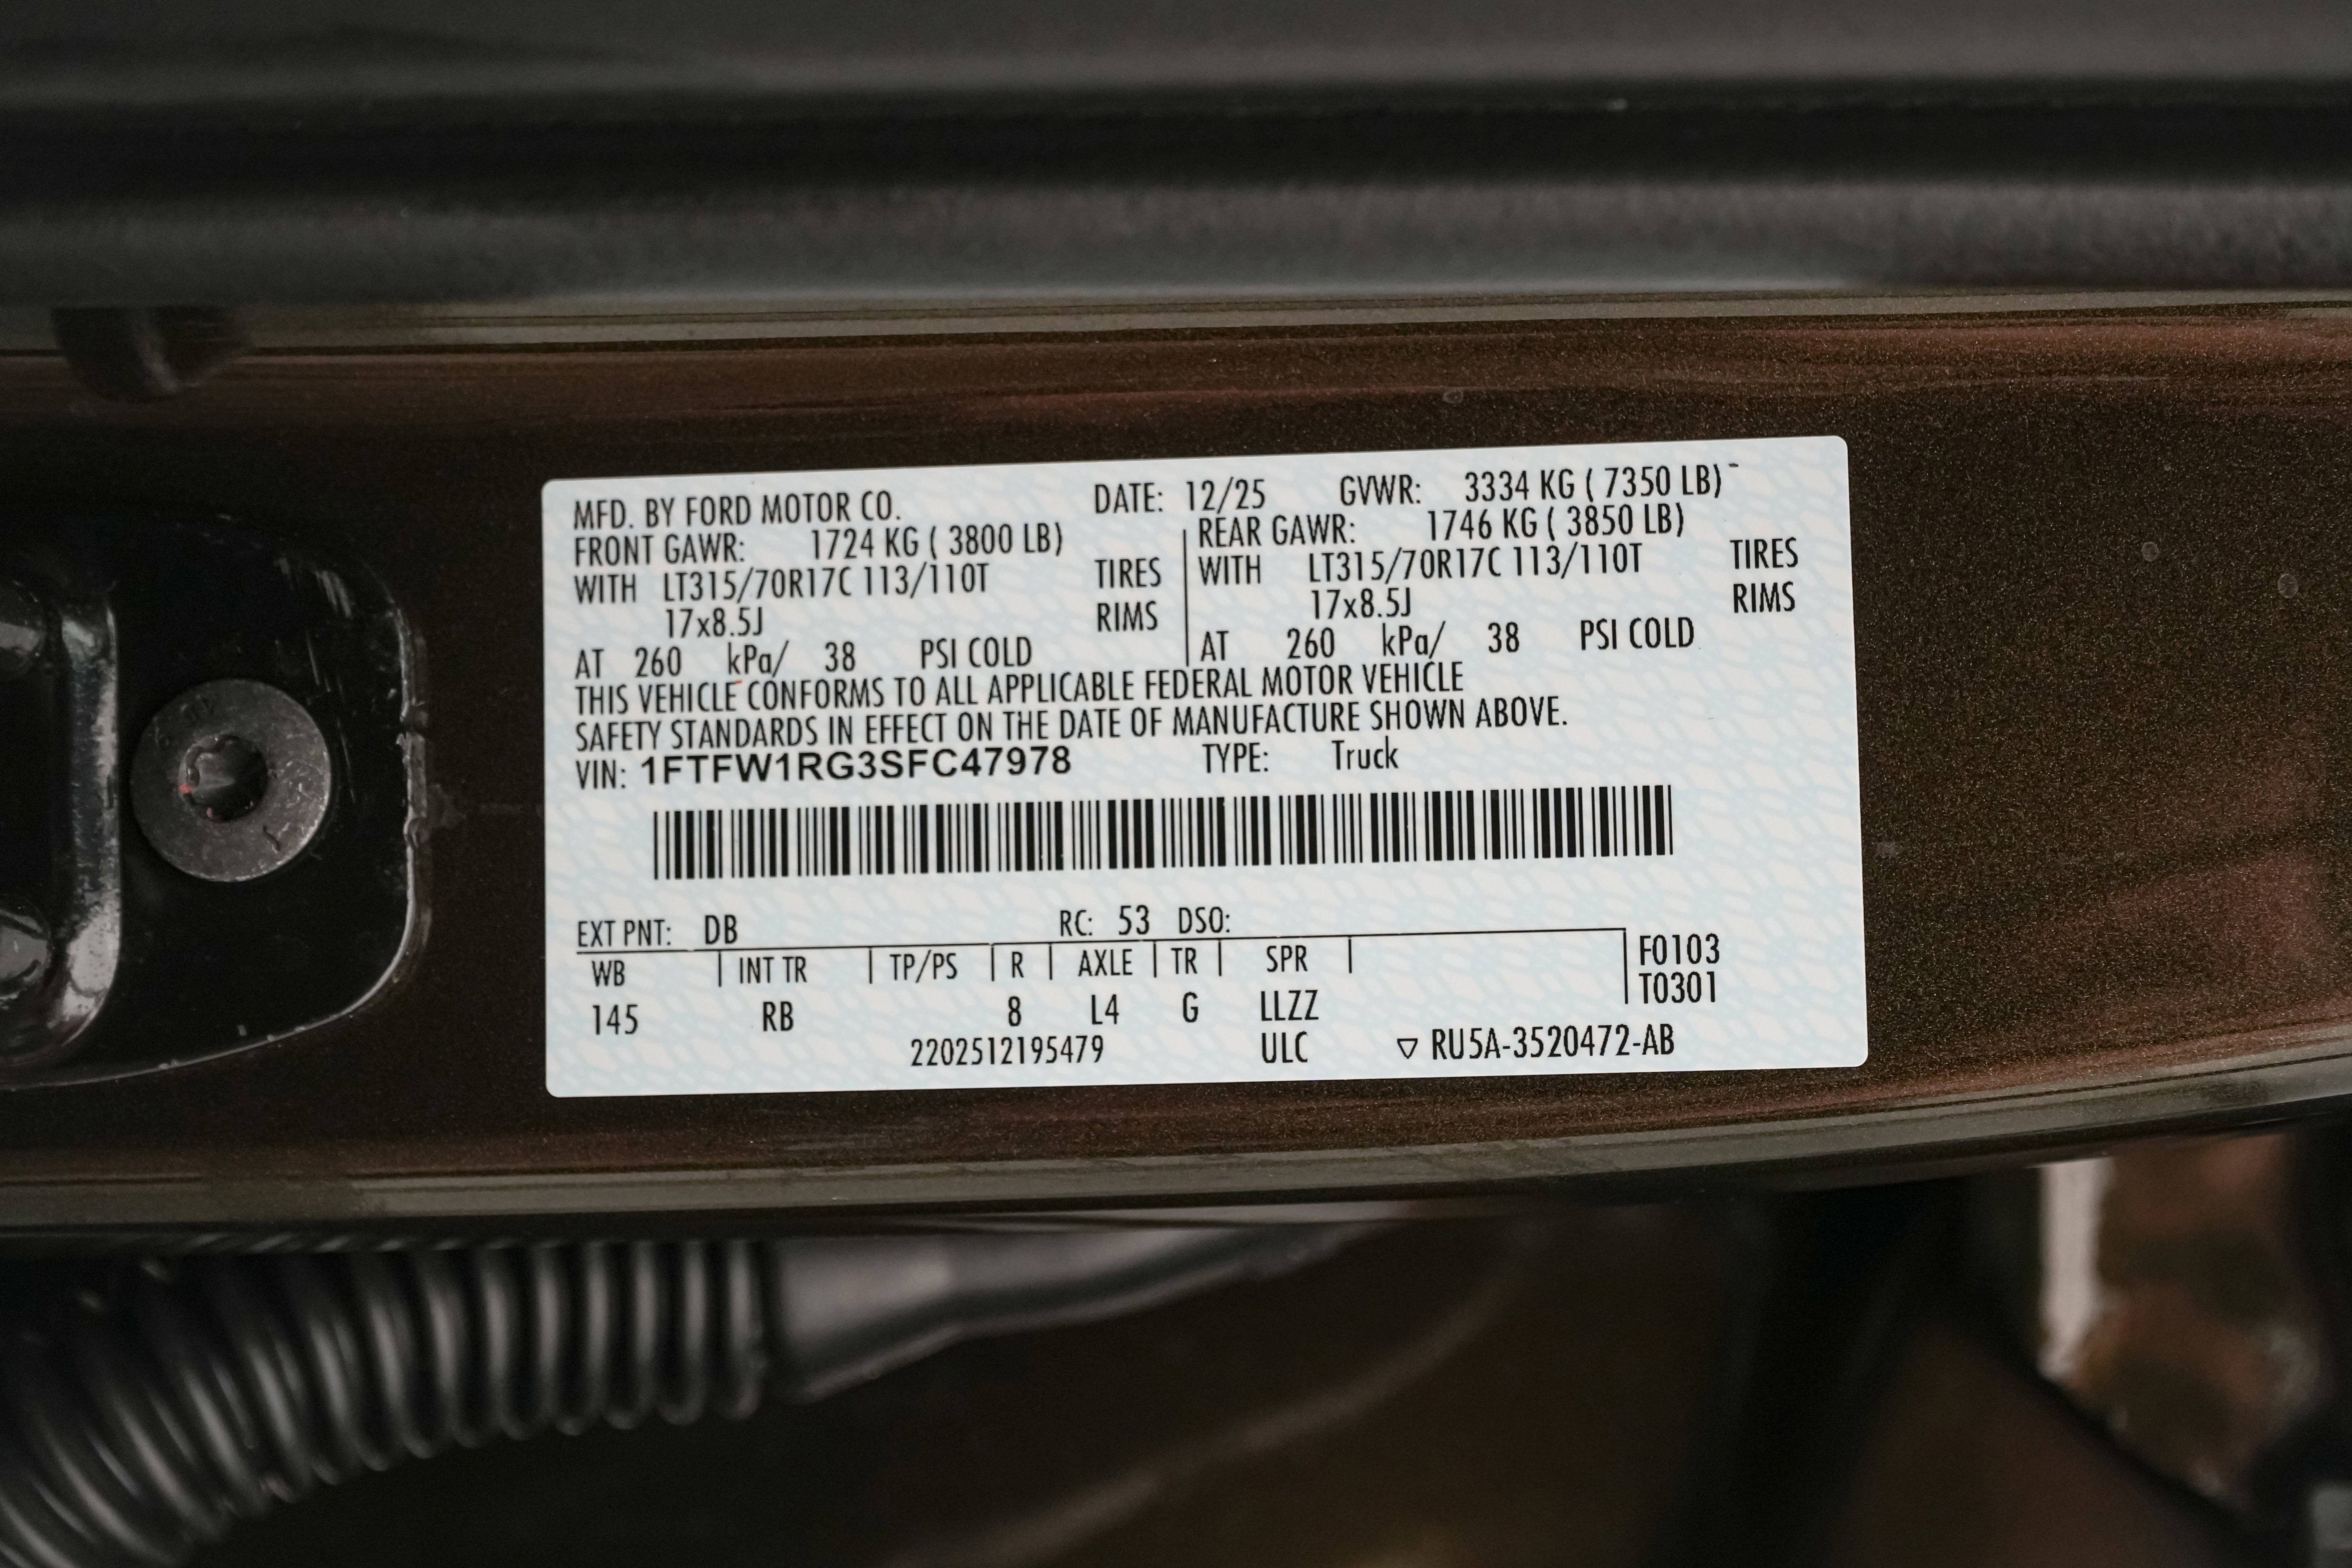 MFD. BY FORD MOTOR CO. DATE: 12/25 GVWR: 3334 KG ( 7350 LB)
FRONT GAWR: 1724 KG ( 3800 LB) REAR GAWR: 1746 KG ( 3850 LB)
WITH LT315/70R17C 113/110T TIRES WITH LT315/70R17C 113/110T TIRES
17x8.5J RIMS 17x8.5J RIMS
AT 260 kPa/ 38 PSI COLD AT 260 kPa/ 38 PSI COLD
THIS VEHICLE CONFORMS TO ALL APPLICABLE FEDERAL MOTOR VEHICLE
SAFETY STANDARDS IN EFFECT ON THE DATE OF MANUFACTURE SHOWN ABOVE.
VIN: 1FTFW1RG3SFC47978 TYPE: Truck
EXT PNT: DB RC: 53 DSO:
WB INT TR TP/PS R AXLE TR SPR F0103
T0301
145 RB 8 L4 G LLZZ
2202512195479 ULC RU5A-3520472-AB